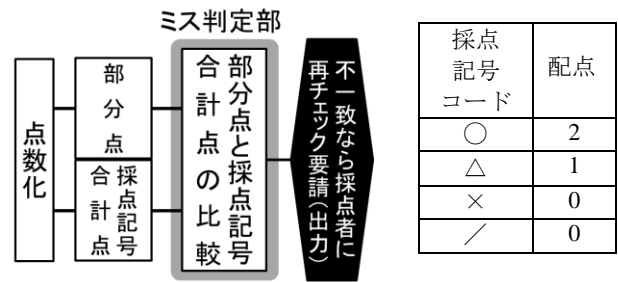 ミス判定部
点数化
部分点
採点記号
合計点
部分点と採点記号
合計点の比較
不一致なら採点者に
再チェック要請(出力)
採点
記号
コード
配点
○ 2
△ 1
× 0
/ 0